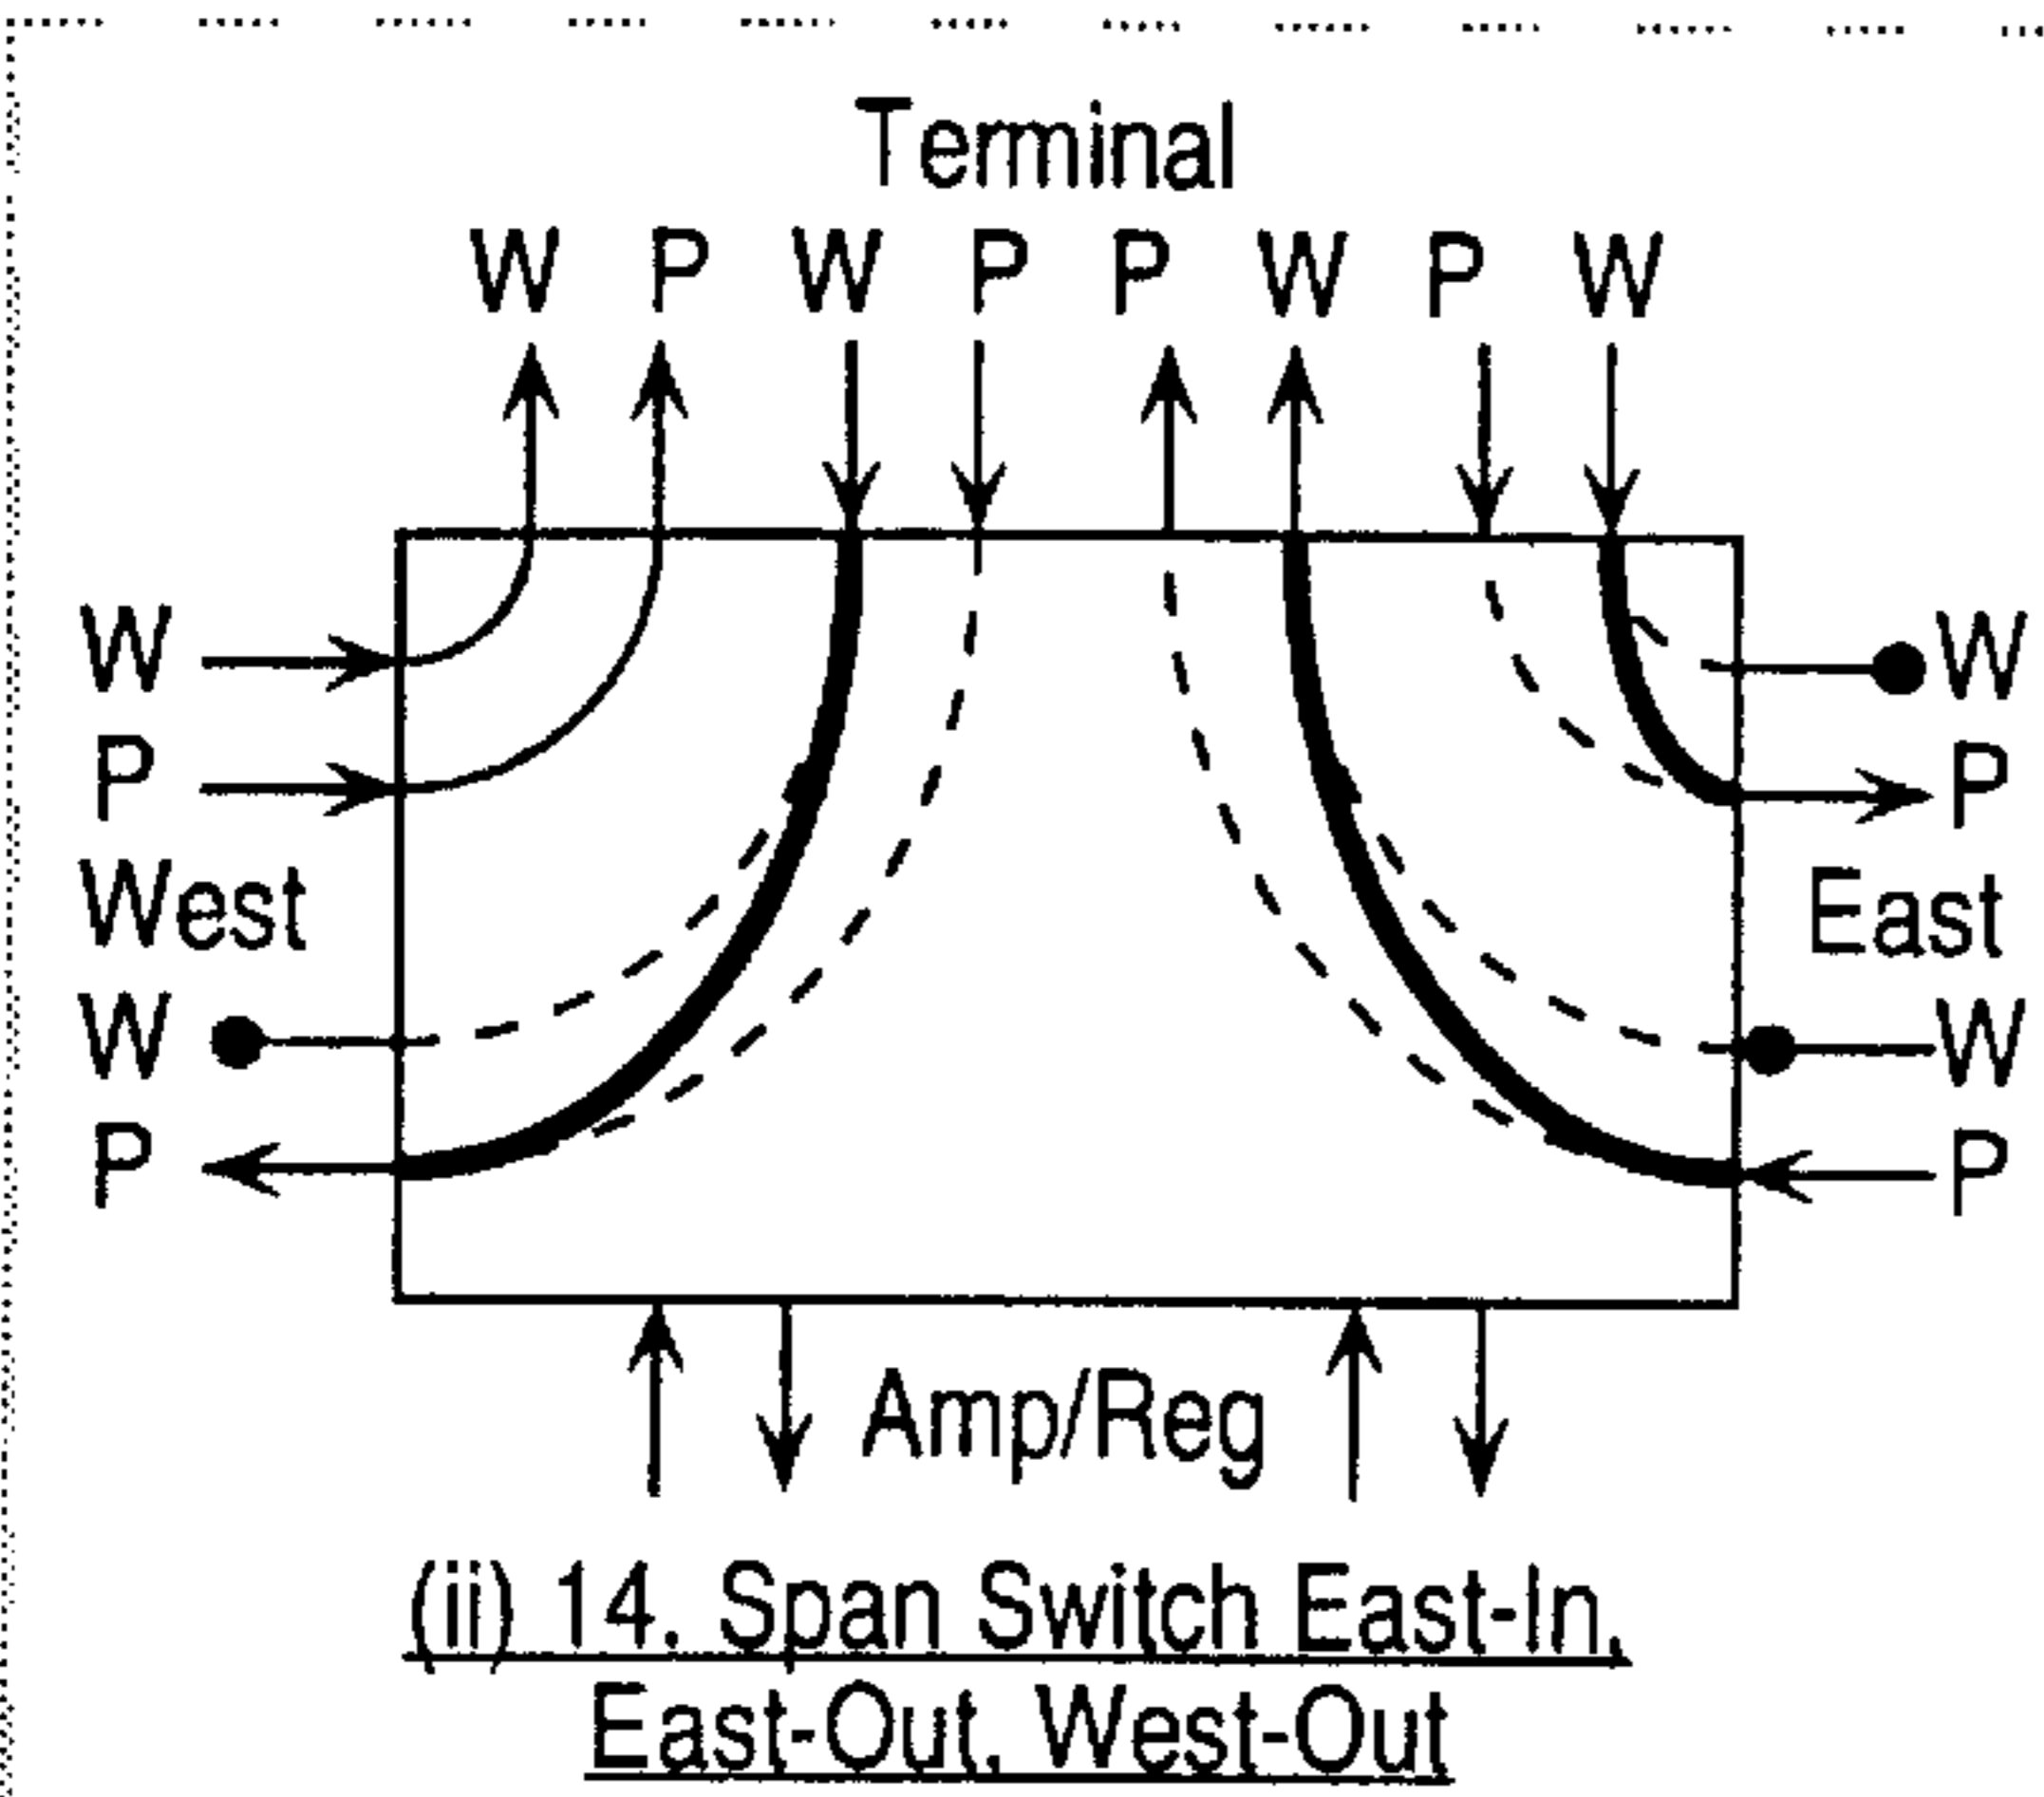 Terminal
W P W P P W P W
W W
P P
West East
W W
P P
Amp/Reg
(ii) 14. Span Switch East-In,
East-Out, West-Out